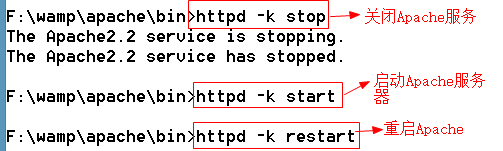 F:\wamp\apache\bin>httpd -k stop 关闭Apache服务
The Apache2.2 service is stopping.
The Apache2.2 service has stopped.
F:\wamp\apache\bin>httpd -k start 启动Apache服务
器
F:\wamp\apache\bin>httpd -k restart 重启Apache